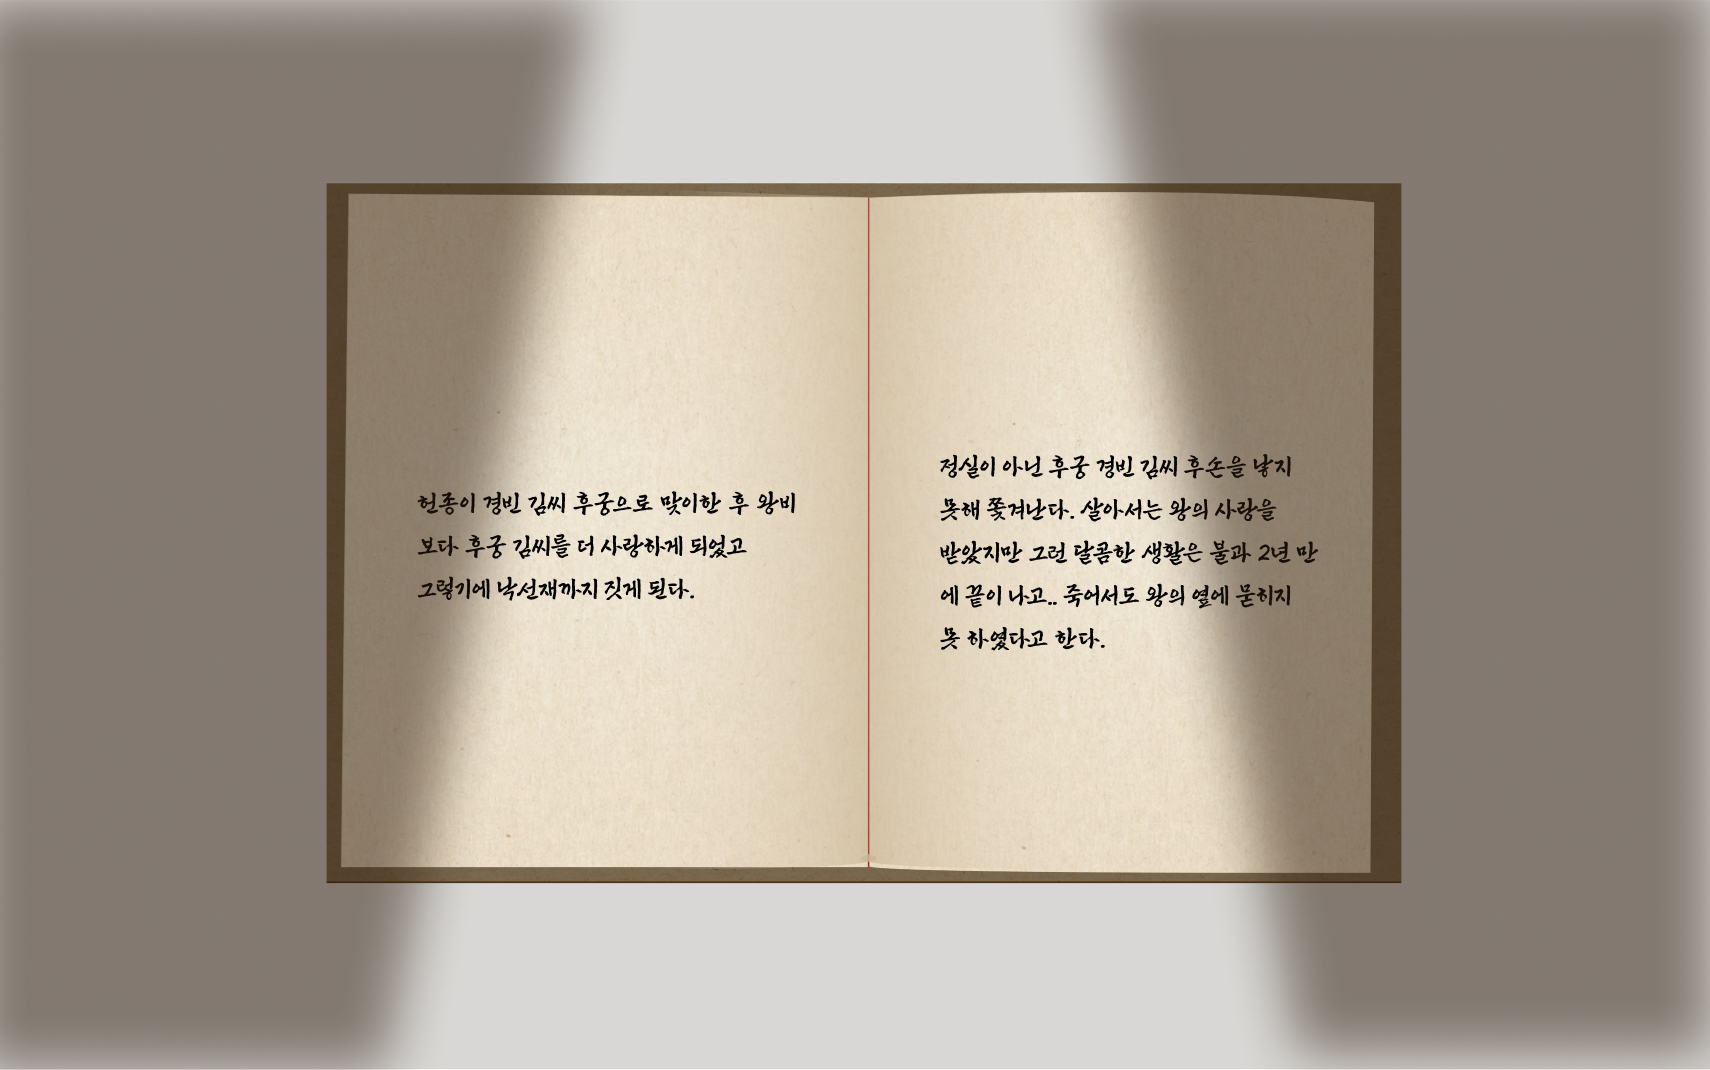 헌종이 경빈 김씨 후궁으로 맞이한 후 왕비
보다 후궁 김씨를 더 사랑하게 되었고
그렇기에 낙선재까지 짓게 된다.
정실이 아닌 후궁 경빈 김씨 후손을 낳지
못해 쫓겨난다. 살아서는 왕의 사랑을
받았지만 그런 달콤한 생활은 불과 2년 만
에 끝이 나고.. 죽어서도 왕의 옆에 묻히지
못 하였다고 한다.